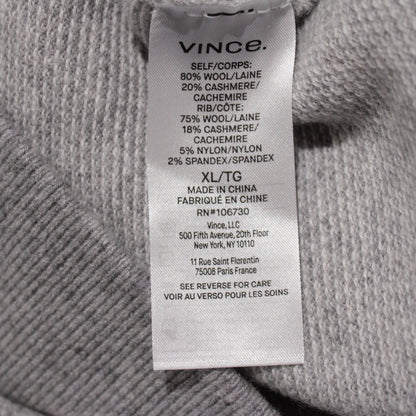 VINCE.
SELF/CORPS:
80% WOOL/LAINE
20% CASHMERE/
CACHEMIRE
RIB/CÔTE:
75% WOOL/LAINE
18% CASHMERE/
CACHEMIRE
5% NYLON/NYLON
2% SPANDEX/SPANDEX
XL/TG
MADE IN CHINA
FABRIQUÉ EN CHINE
RN#106730
Vince, LLC
500 Fifth Avenue, 20th Floor
New York, NY 10110
11 Rue Saint Florentin
75008 Paris France
SEE REVERSE FOR CARE
VOIR AU VERSO POUR LES SOINS